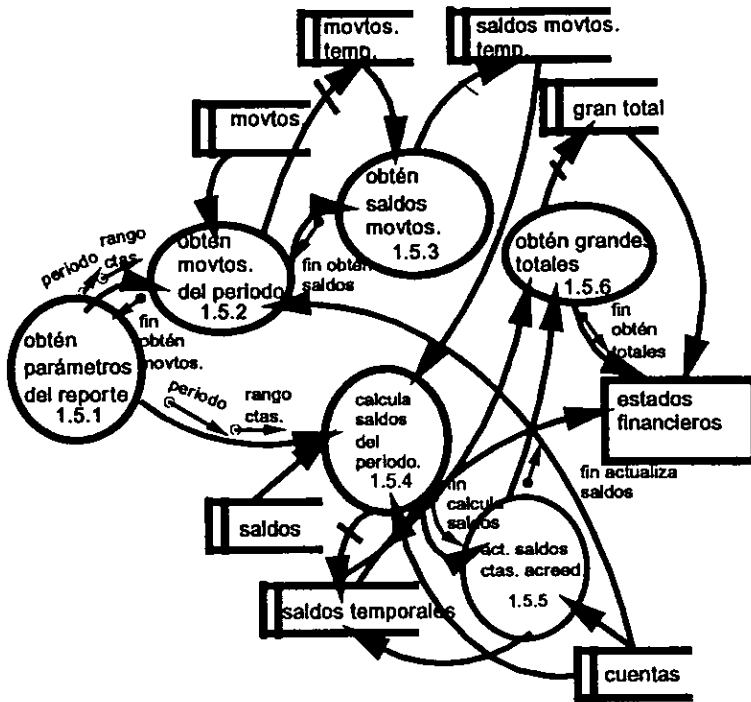 movtos.
temp.
saldos movtos.
temp.
movtos.
gran total
obtén
saldos
movtos.
1.5.3
periodo
rango
ctas.
obtén
movtos.
del periodo
1.5.2
fin obtén
saldos
obtén grandes
totales
1.5.6
fin
obtén
totales
fin
obtén
movtos.
obtén
parámetros
del reporte
1.5.1
periodo
rango
ctas.
calcula
saldos
del
periodo.
1.5.4
estados
financieros
fin
calcula
saldos
fin actualiza
saldos
saldos
act. saldos
ctas. acreed
1.5.5
saldos temporales
cuentas